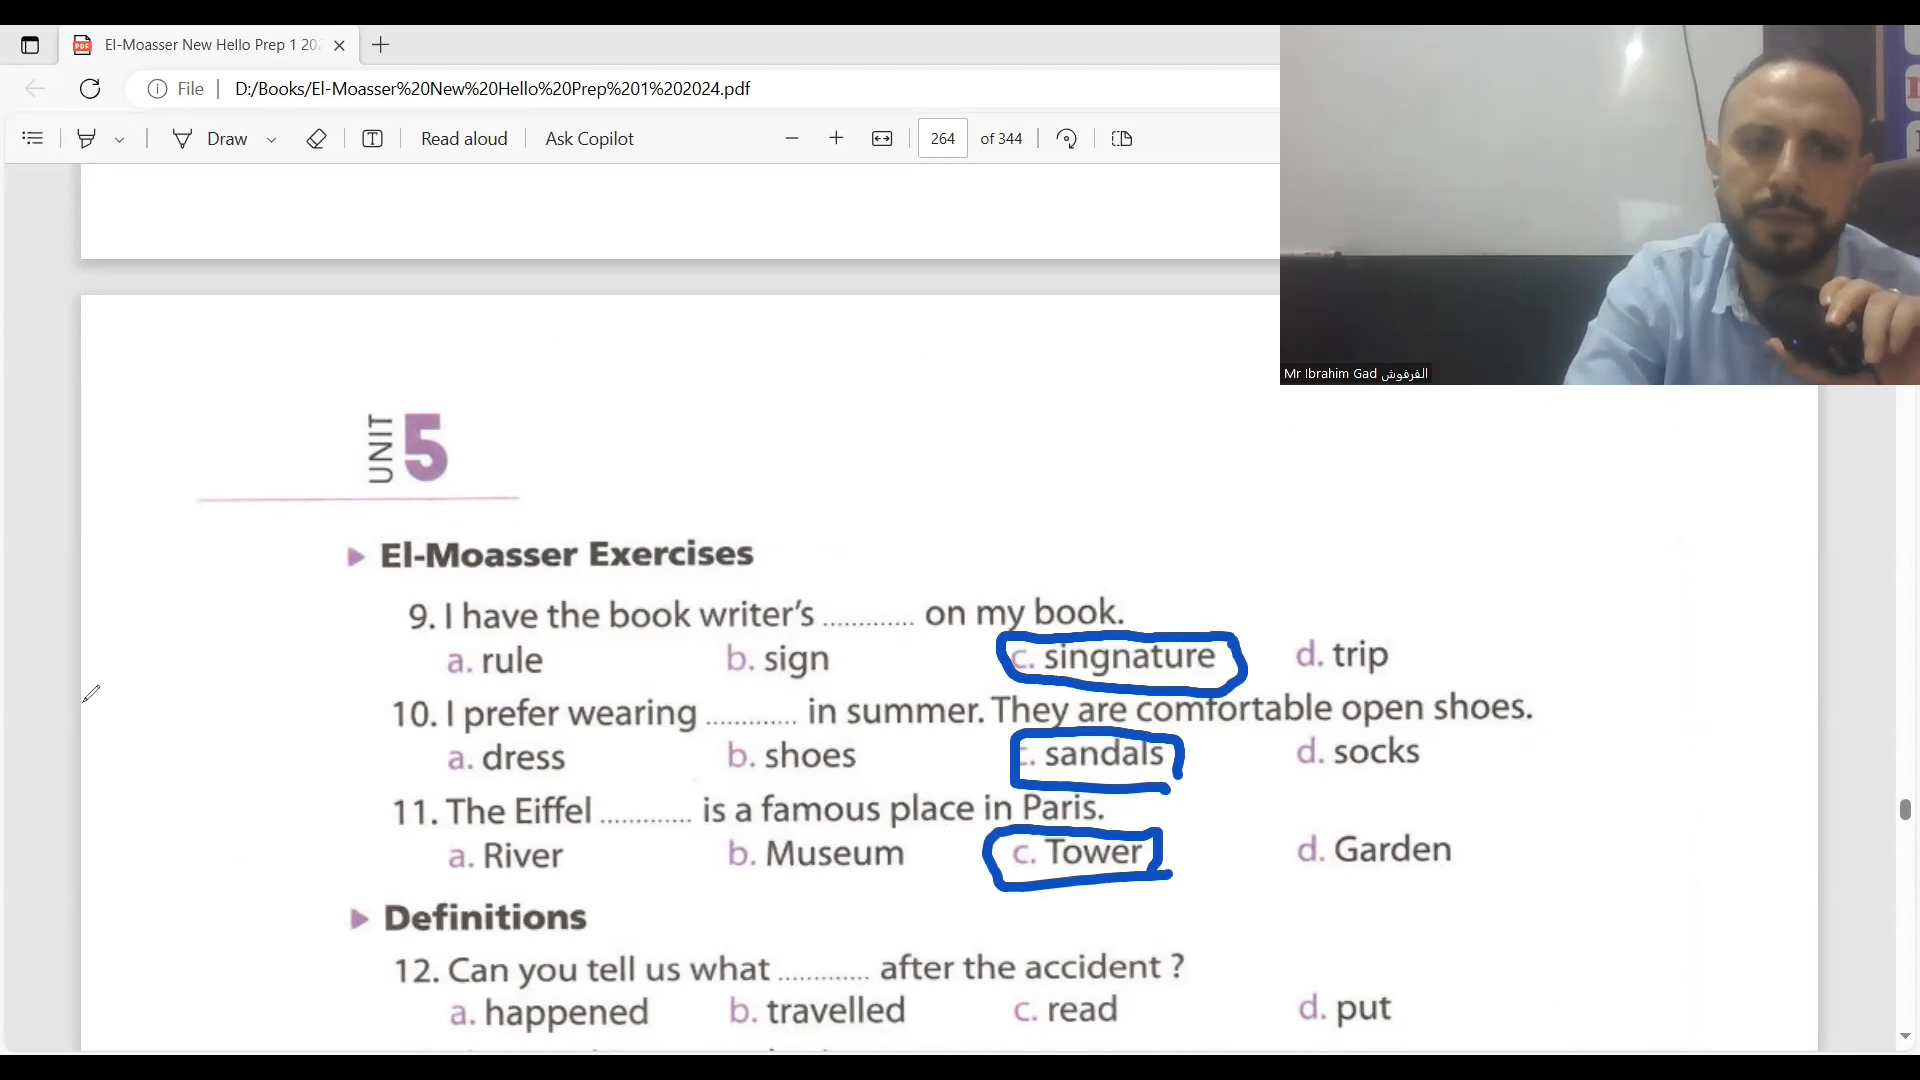 El-Moasser New Hello Prep 1 202
File D:/Books/El-Moasser%20New%20Hello%20Prep%201%202024.pdf
Draw Read aloud Ask Copilot 264 of 344
Mr Ibrahim Gad الفرفوش
UNIT 5
El-Moasser Exercises
9. I have the book writer's ............ on my book.
a. rule b. sign c. singnature d. trip
10. I prefer wearing ............ in summer. They are comfortable open shoes.
a. dress b. shoes c. sandals d. socks
11. The Eiffel ............ is a famous place in Paris.
a. River b. Museum c. Tower d. Garden
Definitions
12. Can you tell us what ............ after the accident ?
a. happened b. travelled c. read d. put